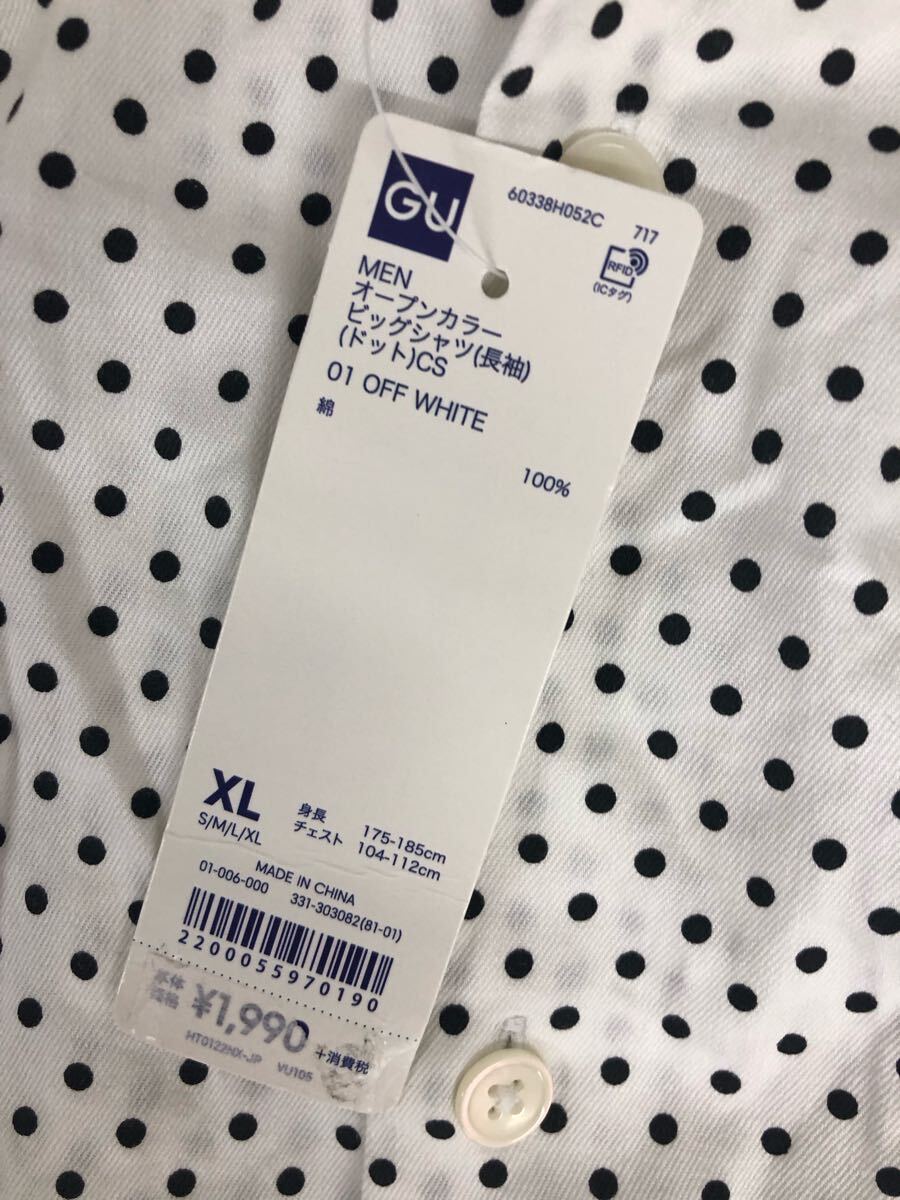 GU
60338H052C 717
RFID
(ICタグ)
MEN
オープンカラー
ビッグシャツ(長袖)
(ドット)CS
01 OFF WHITE
綿 100%
XL
S/M/L/XL
身長 175-185cm
チェスト 104-112cm
MADE IN CHINA
01-006-000 331-303082(81-01)
2200055970190
本体
価格 ¥1,990 +消費税
HT0122NX-JP VU105